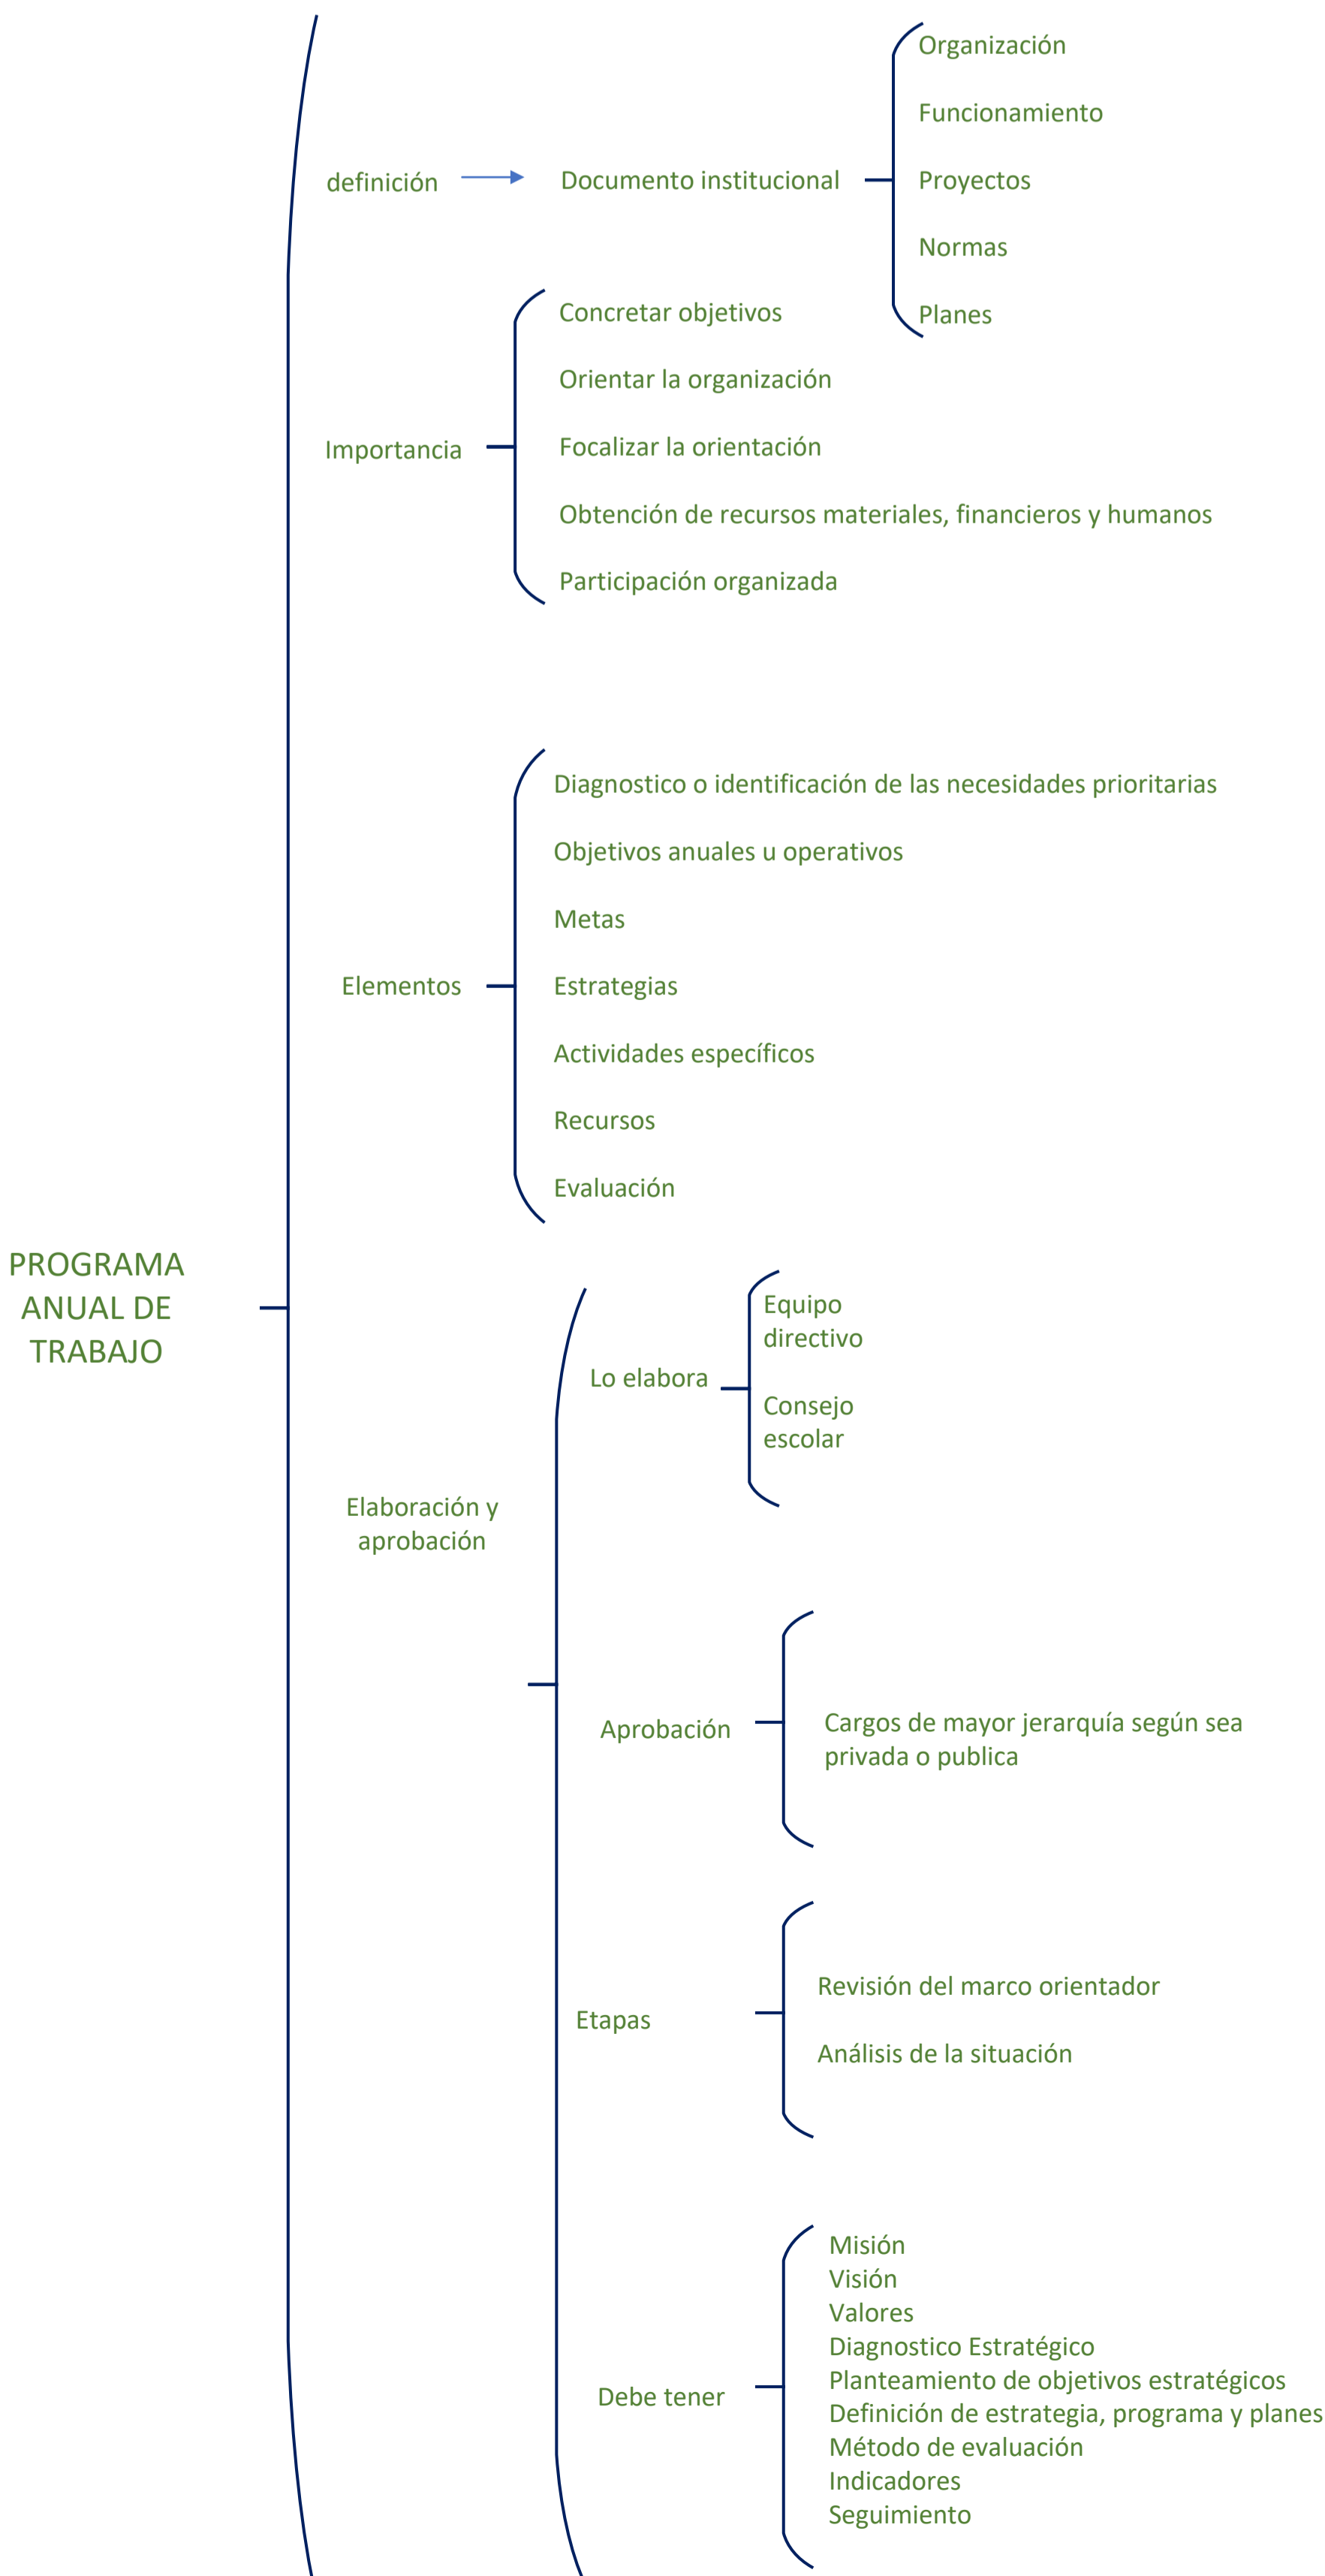 PROGRAMA
ANUAL DE
TRABAJO
definición
Documento institucional
Organización
Funcionamiento
Proyectos
Normas
Planes
Importancia
Concretar objetivos
Orientar la organización
Focalizar la orientación
Obtención de recursos materiales, financieros y humanos
Participación organizada
Elementos
Diagnostico o identificación de las necesidades prioritarias
Objetivos anuales u operativos
Metas
Estrategias
Actividades específicos
Recursos
Evaluación
Elaboración y
aprobación
Lo elabora
Equipo
directivo
Consejo
escolar
Aprobación
Cargos de mayor jerarquía según sea
privada o publica
Etapas
Revisión del marco orientador
Análisis de la situación
Debe tener
Misión
Visión
Valores
Diagnostico Estratégico
Planteamiento de objetivos estratégicos
Definición de estrategia, programa y planes
Método de evaluación
Indicadores
Seguimiento